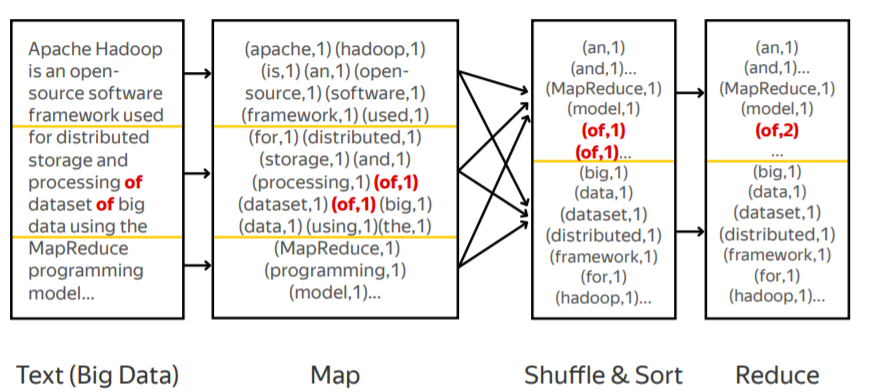 Apache Hadoop
is an open-
source software
framework used
for distributed
storage and
processing of
dataset of big
data using the
MapReduce
programming
model...
(apache,1) (hadoop,1)
(is,1) (an,1) (open-
source,1) (software,1)
(framework,1) (used,1)
(for,1) (distributed,1)
(storage,1) (and,1)
(processing,1) (of,1)
(dataset,1) (of,1) (big,1)
(data,1) (using,1)(the,1)
(MapReduce,1)
(programming,1)
(model,1)...
(an,1)
(and,1)...
(MapReduce,1)
(model,1)
(of,1)
(of,1)...
(big,1)
(data,1)
(dataset,1)
(distributed,1)
(framework,1)
(for,1)
(hadoop,1)...
(an,1)
(and,1)...
(MapReduce,1)
(model,1)
(of,2)
...
(big,1)
(data,1)
(dataset,1)
(distributed,1)
(framework,1)
(for,1)
(hadoop,1)...
Text (Big Data)
Map
Shuffle & Sort
Reduce